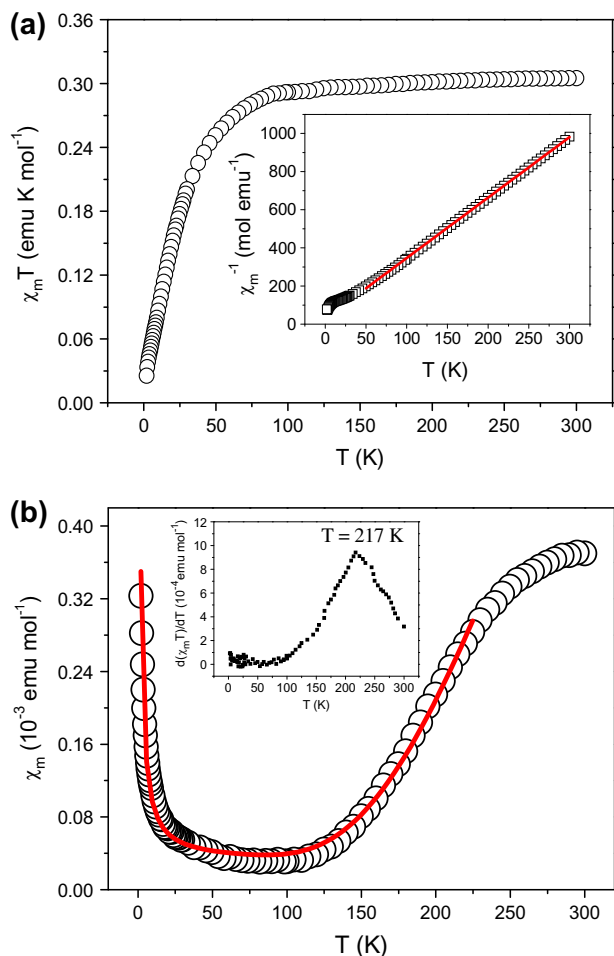 (a)
0.36
0.30
0.24
0.18
0.12
0.06
0.00
χmT (emu K mol⁻¹)
0 50 100 150 200 250 300
T (K)
1000
800
600
400
200
0
χm⁻¹ (mol emu⁻¹)
0 50 100 150 200 250 300
T (K)
(b)
0.40
0.32
0.24
0.16
0.08
0.00
χm (10⁻³ emu mol⁻¹)
0 50 100 150 200 250 300
T (K)
12
10
8
6
4
2
0
d(χmT)/dT (10⁻⁴emu mol⁻¹)
T = 217 K
0 50 100 150 200 250 300
T (K)